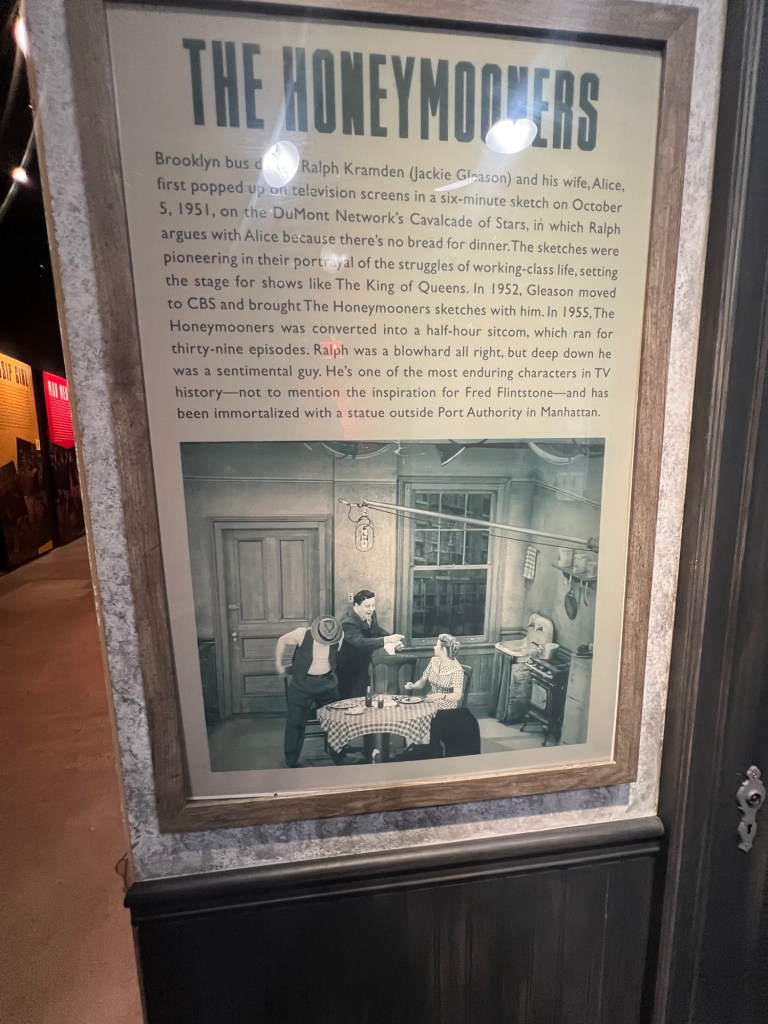 THE HONEYMOONERS
Brooklyn bus Ralph Kramden (Jackie Gleason) and his wife, Alice,
first popped up on television screens in a six-minute sketch on October
5, 1951, on the DuMont Network's Cavalcade of Stars, in which Ralph
argues with Alice because there's no bread for dinner. The sketches were
pioneering in their portrayal of the struggles of working-class life, setting
the stage for shows like The King of Queens. In 1952, Gleason moved
to CBS and brought The Honeymooners sketches with him. In 1955, The
Honeymooners was converted into a half-hour sitcom, which ran for
thirty-nine episodes. Ralph was a blowhard all right, but deep down he
was a sentimental guy. He's one of the most enduring characters in TV
history—not to mention the inspiration for Fred Flintstone—and has
been immortalized with a statue outside Port Authority in Manhattan.
SIP GIRL
MAD MEN